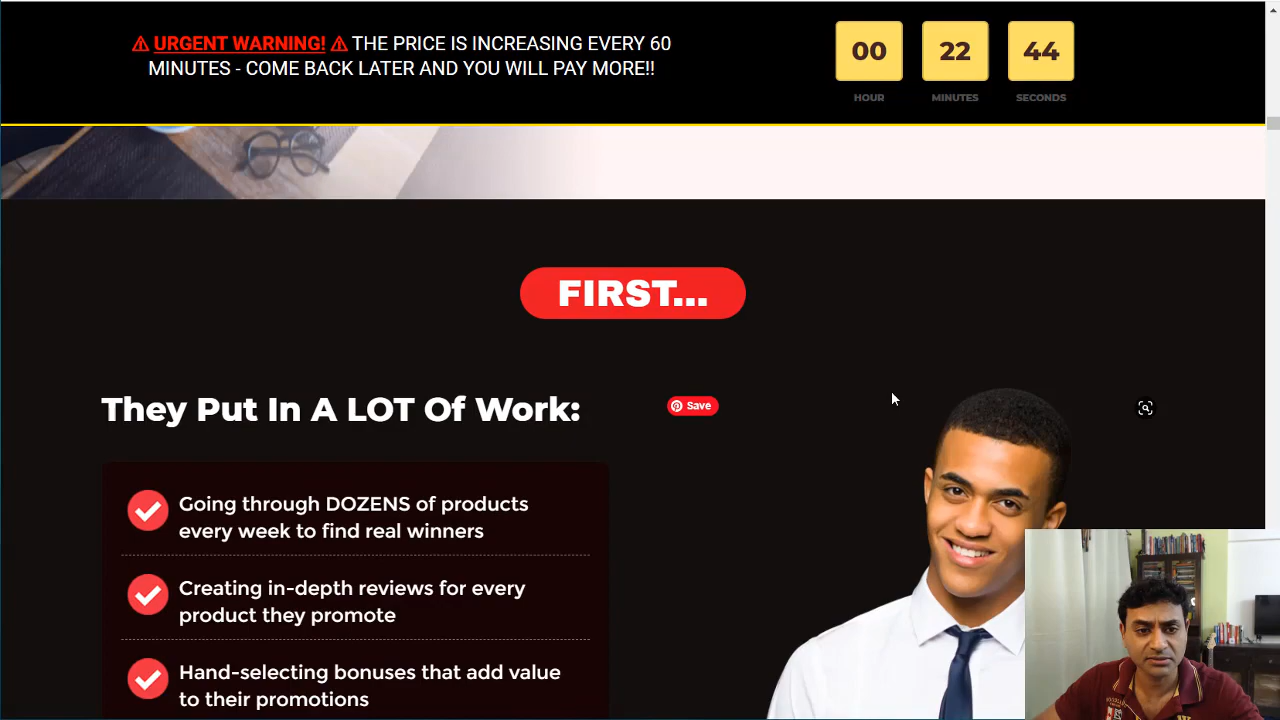 ⚠ URGENT WARNING! ⚠ THE PRICE IS INCREASING EVERY 60
MINUTES - COME BACK LATER AND YOU WILL PAY MORE!!
00 22 44
HOUR MINUTES SECONDS
FIRST...
They Put In A LOT Of Work:
Save
Going through DOZENS of products
every week to find real winners
Creating in-depth reviews for every
product they promote
Hand-selecting bonuses that add value
to their promotions